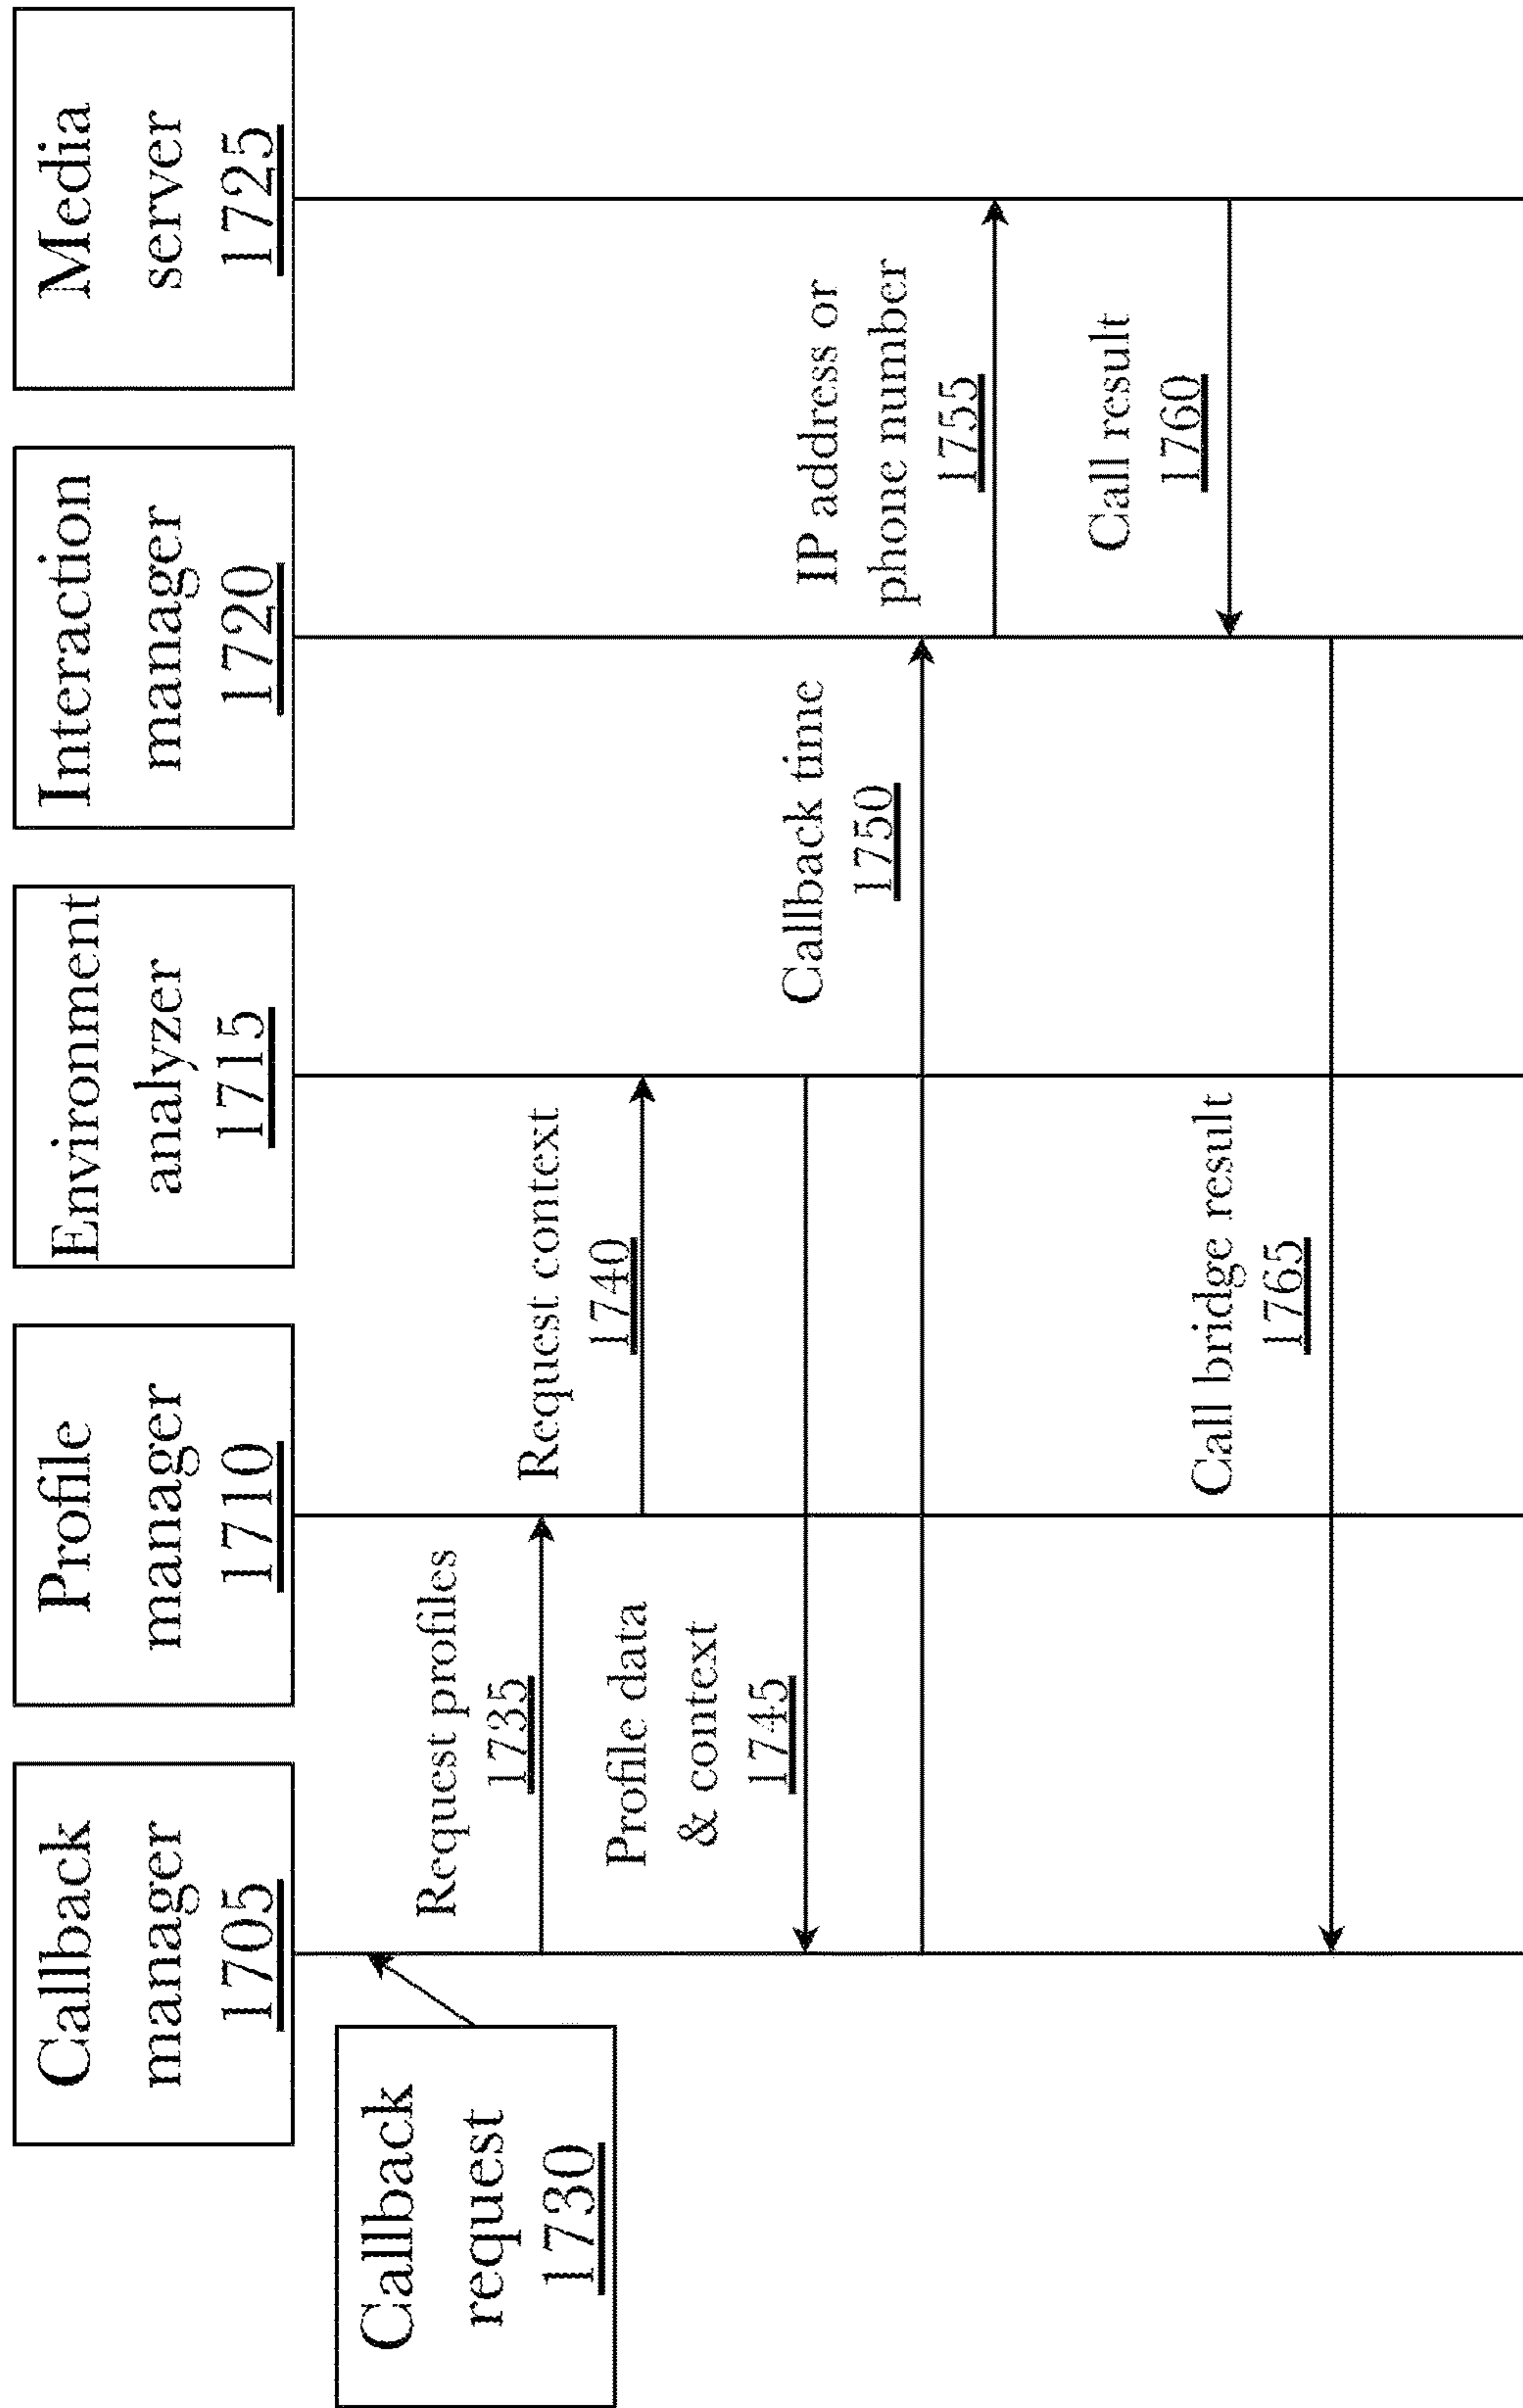 Callback
manager
1705
Profile
manager
1710
Environment
analyzer
1715
Interaction
manager
1720
Media
server
1725
Callback
request
1730
Request profiles
1735
Request context
1740
Profile data
& context
1745
Callback time
1750
IP address or
phone number
1755
Call result
1760
Call bridge result
1765